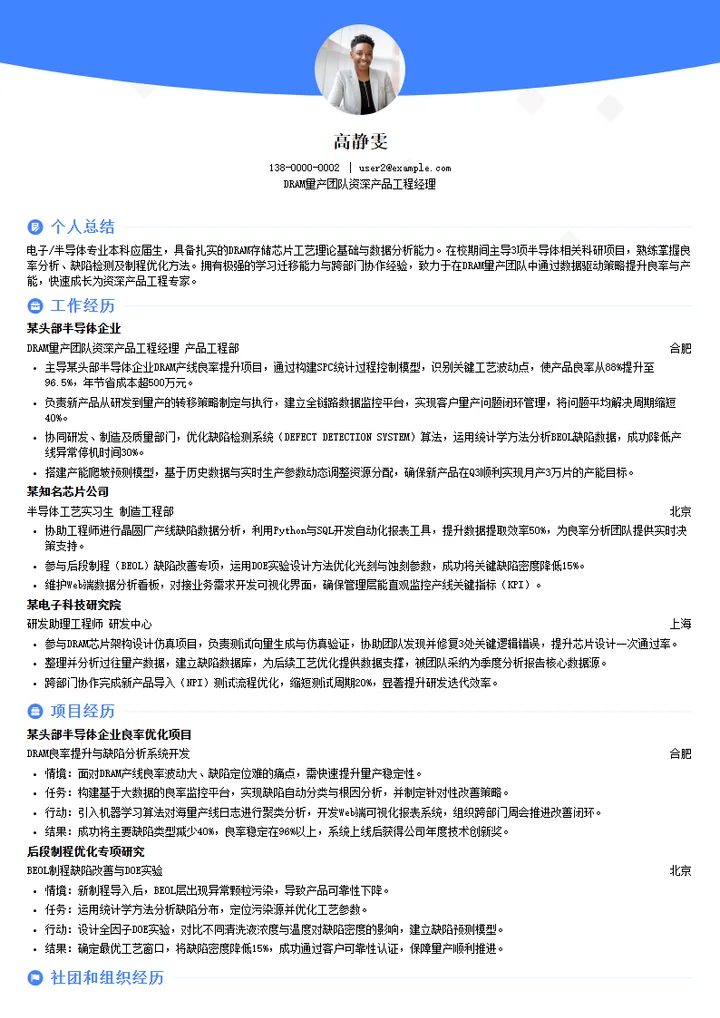 高静雯
138-0000-0002 | user2@example.com
DRAM量产团队资深产品工程经理
个人总结
电子/半导体专业本科应届生，具备扎实的DRAM存储芯片工艺理论基础与数据分析能力。在校期间主导3项半导体相关科研项目，熟练掌握良
率分析、缺陷检测及制程优化方法。拥有极强的学习迁移能力与跨部门协作经验，致力于在DRAM量产团队中通过数据驱动策略提升良率与产
能，快速成长为资深产品工程专家。
工作经历
某头部半导体企业
DRAM量产团队资深产品工程经理 产品工程部 合肥
• 主导某头部半导体企业DRAM产线良率提升项目，通过构建SPC统计过程控制模型，识别关键工艺波动点，使产品良率从88%提升至
96.5%，年节省成本超500万元。
• 负责新产品从研发到量产的转移策略制定与执行，建立全链路数据监控平台，实现客户量产问题闭环管理，将问题平均解决周期缩短
40%。
• 协同研发、制造及质量部门，优化缺陷检测系统（DEFECT DETECTION SYSTEM）算法，运用统计学方法分析BEOL缺陷数据，成功降低产
线异常停机时间30%。
• 搭建产能爬坡预测模型，基于历史数据与实时生产参数动态调整资源分配，确保新产品在Q3顺利实现月产3万片的产能目标。
某知名芯片公司
半导体工艺实习生 制造工程部 北京
• 协助工程师进行晶圆厂产线缺陷数据分析，利用Python与SQL开发自动化报表工具，提升数据提取效率50%，为良率分析团队提供实时决
策支持。
• 参与后段制程（BEOL）缺陷改善专项，运用DOE实验设计方法优化光刻与蚀刻参数，成功将关键缺陷密度降低15%。
• 维护Web端数据分析看板，对接业务需求开发可视化界面，确保管理层能直观监控产线关键指标（KPI）。
某电子科技研究院
研发助理工程师 研发中心 上海
• 参与DRAM芯片架构设计仿真项目，负责测试向量生成与仿真验证，协助团队发现并修复3处关键逻辑错误，提升芯片设计一次通过率。
• 整理并分析过往量产数据，建立缺陷数据库，为后续工艺优化提供数据支撑，被团队采纳为季度分析报告核心数据源。
• 跨部门协作完成新产品导入（NPI）测试流程优化，缩短测试周期20%，显著提升研发迭代效率。
项目经历
某头部半导体企业良率优化项目
DRAM良率提升与缺陷分析系统开发 合肥
• 情境：面对DRAM产线良率波动大、缺陷定位难的痛点，需快速提升量产稳定性。
• 任务：构建基于大数据的良率监控平台，实现缺陷自动分类与根因分析，并制定针对性改善策略。
• 行动：引入机器学习算法对海量产线日志进行聚类分析，开发Web端可视化报表系统，组织跨部门周会推进改善闭环。
• 结果：成功将主要缺陷类型减少40%，良率稳定在96%以上，系统上线后获得公司年度技术创新奖。
后段制程优化专项研究
BEOL制程缺陷改善与DOE实验 北京
• 情境：新制程导入后，BEOL层出现异常颗粒污染，导致产品可靠性下降。
• 任务：运用统计学方法分析缺陷分布，定位污染源并优化工艺参数。
• 行动：设计全因子DOE实验，对比不同清洗液浓度与温度对缺陷密度的影响，建立缺陷预测模型。
• 结果：确定最优工艺窗口，将缺陷密度降低15%，成功通过客户可靠性认证，保障量产顺利推进。
社团和组织经历